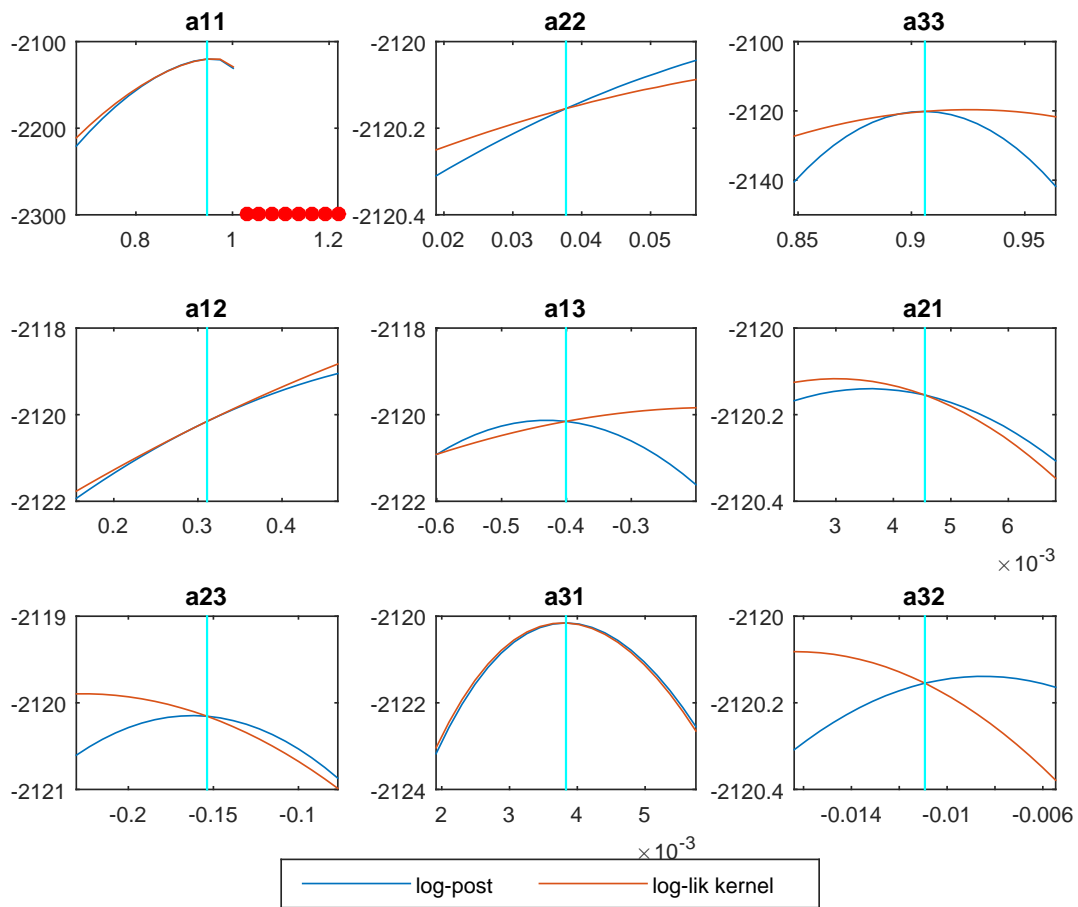 a11 a22 a33
-2100 -2120 -2100
-2200 -2120.2 -2120
-2140
-2300 -2120.4
0.8 1 1.2 0.02 0.03 0.04 0.05 0.85 0.9 0.95
a12 a13 a21
-2118 -2118 -2120
-2120 -2120 -2120.2
-2122 -2122 -2120.4
0.2 0.3 0.4 -0.6 -0.5 -0.4 -0.3 3 4 5 6
×10-3
a23 a31 a32
-2119 -2120 -2120
-2120 -2122 -2120.2
-2121 -2124 -2120.4
-0.2 -0.15 -0.1 2 3 4 5 -0.014 -0.01 -0.006
×10-3
log-post log-lik kernel